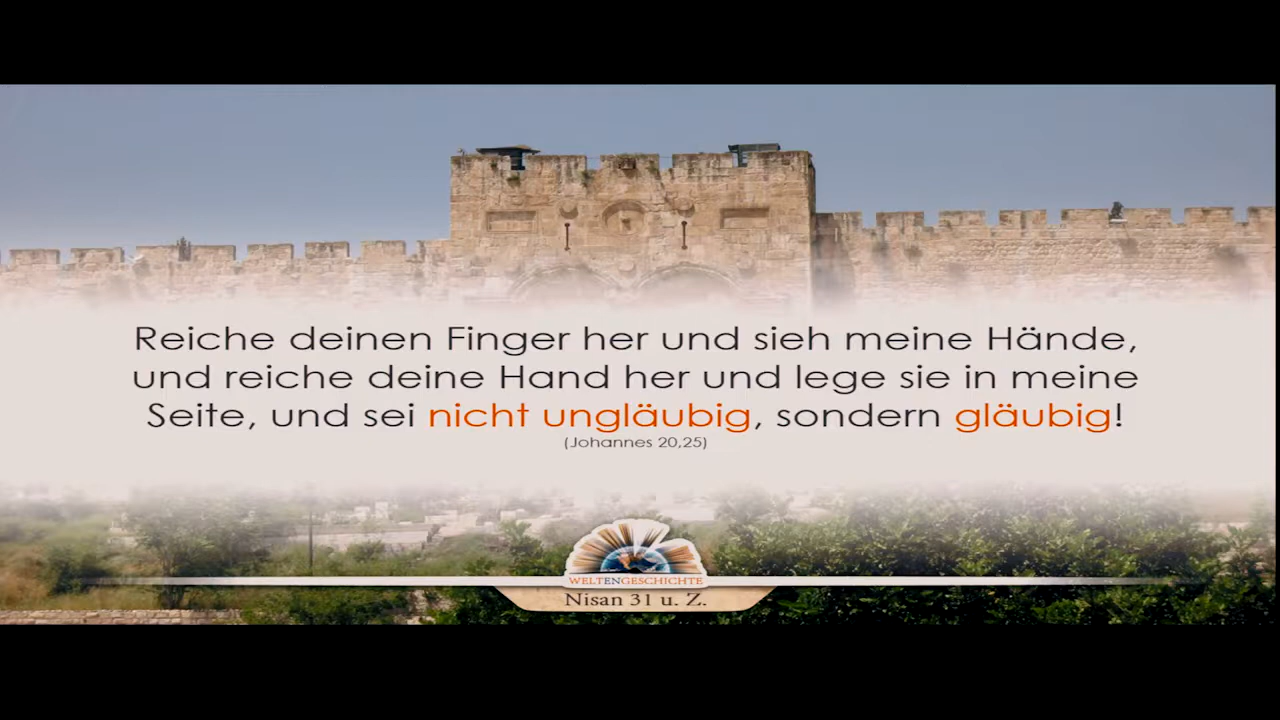 Reiche deinen Finger her und sieh meine Hände,
und reiche deine Hand her und lege sie in meine
Seite, und sei nicht ungläubig, sondern gläubig!
(Johannes 20,25)
WELTENGESCHICHTE
Nisan 31 u. Z.